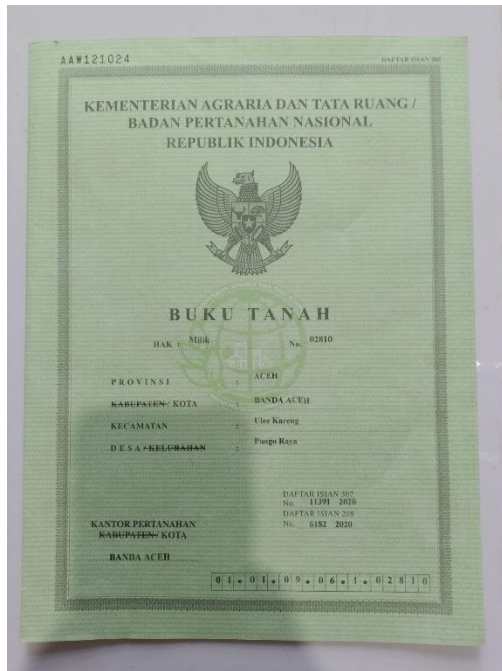 AAW121024
DAFTAR ISIAN 205
KEMENTERIAN AGRARIA DAN TATA RUANG /
BADAN PERTANAHAN NASIONAL
REPUBLIK INDONESIA
BUKU TANAH
HAK : Milik No. 02810
PROVINSI : ACEH
KABUPATEN / KOTA : BANDA ACEH
KECAMATAN : Ulee Kareng
DESA / KELURAHAN : Pango Raya
DAFTAR ISIAN 307
No. 11391 2020
DAFTAR ISIAN 208
No. 6182 2020
KANTOR PERTANAHAN
KABUPATEN / KOTA
BANDA ACEH
01.01.09.06.1.02810